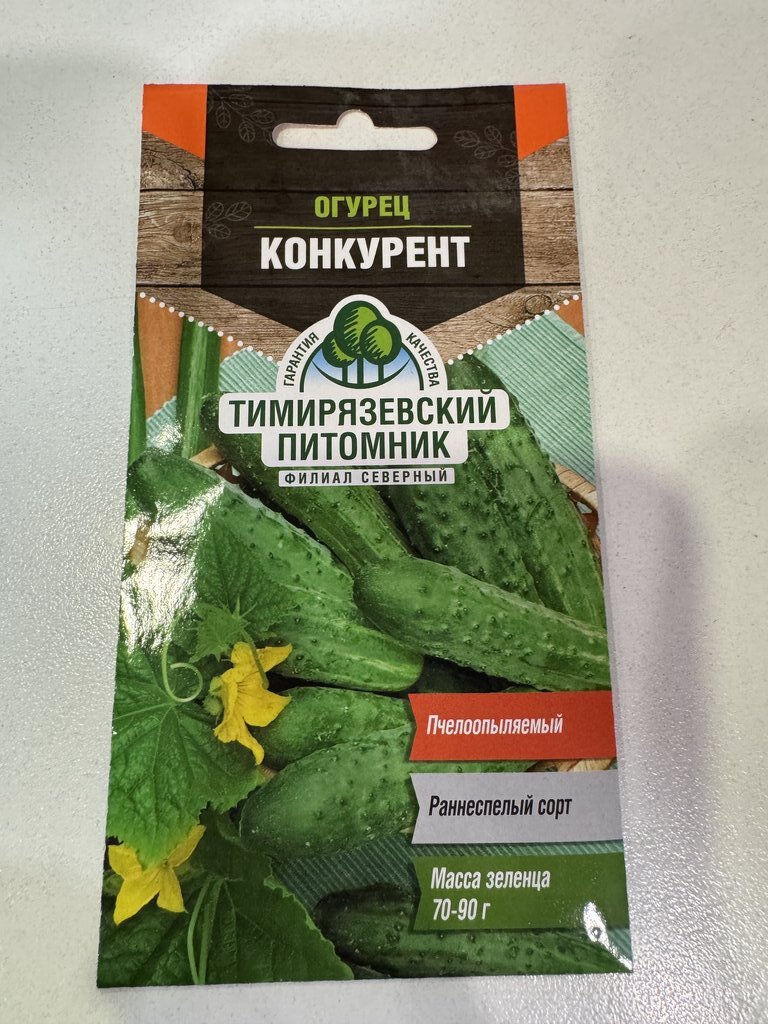 ОГУРЕЦ
КОНКУРЕНТ
ГАРАНТИЯ КАЧЕСТВА
ТИМИРЯЗЕВСКИЙ
ПИТОМНИК
ФИЛИАЛ СЕВЕРНЫЙ
Пчелоопыляемый
Раннеспелый сорт
Масса зеленца
70-90 г